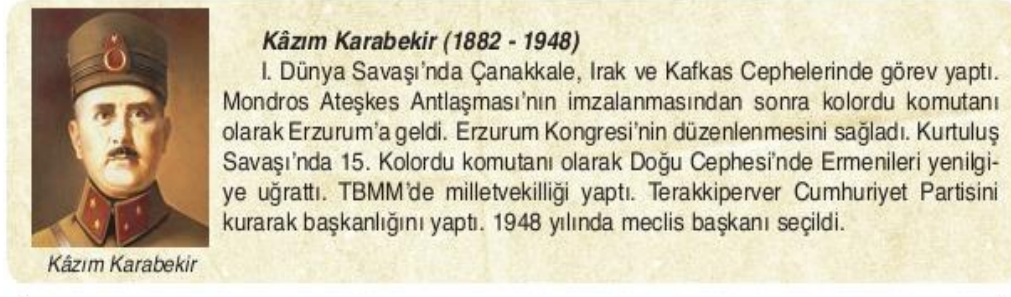 Kâzım Karabekir (1882 - 1948)
I. Dünya Savaşı'nda Çanakkale, Irak ve Kafkas Cephelerinde görev yaptı.
Mondros Ateşkes Antlaşması'nın imzalanmasından sonra kolordu komutanı
olarak Erzurum'a geldi. Erzurum Kongresi'nin düzenlenmesini sağladı. Kurtuluş
Savaşı'nda 15. Kolordu komutanı olarak Doğu Cephesi'nde Ermenileri yenilgi-
ye uğrattı. TBMM'de milletvekilliği yaptı. Terakkiperver Cumhuriyet Partisini
kurarak başkanlığını yaptı. 1948 yılında meclis başkanı seçildi.
Kâzım Karabekir